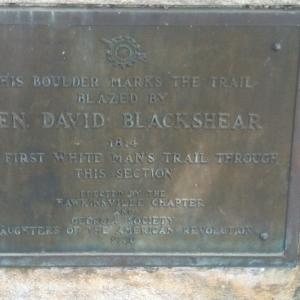 HIS BOULDER MARKS THE TRAIL
BLAZED BY
EN. DAVID BLACKSHEAR
1814
FIRST WHITE MAN'S TRAIL THROUGH
THIS SECTION
ERECTED BY THE
HAWKINSVILLE CHAPTER
GEORGIA SOCIETY
AUGHTERS OF THE AMERICAN REVOLUTION